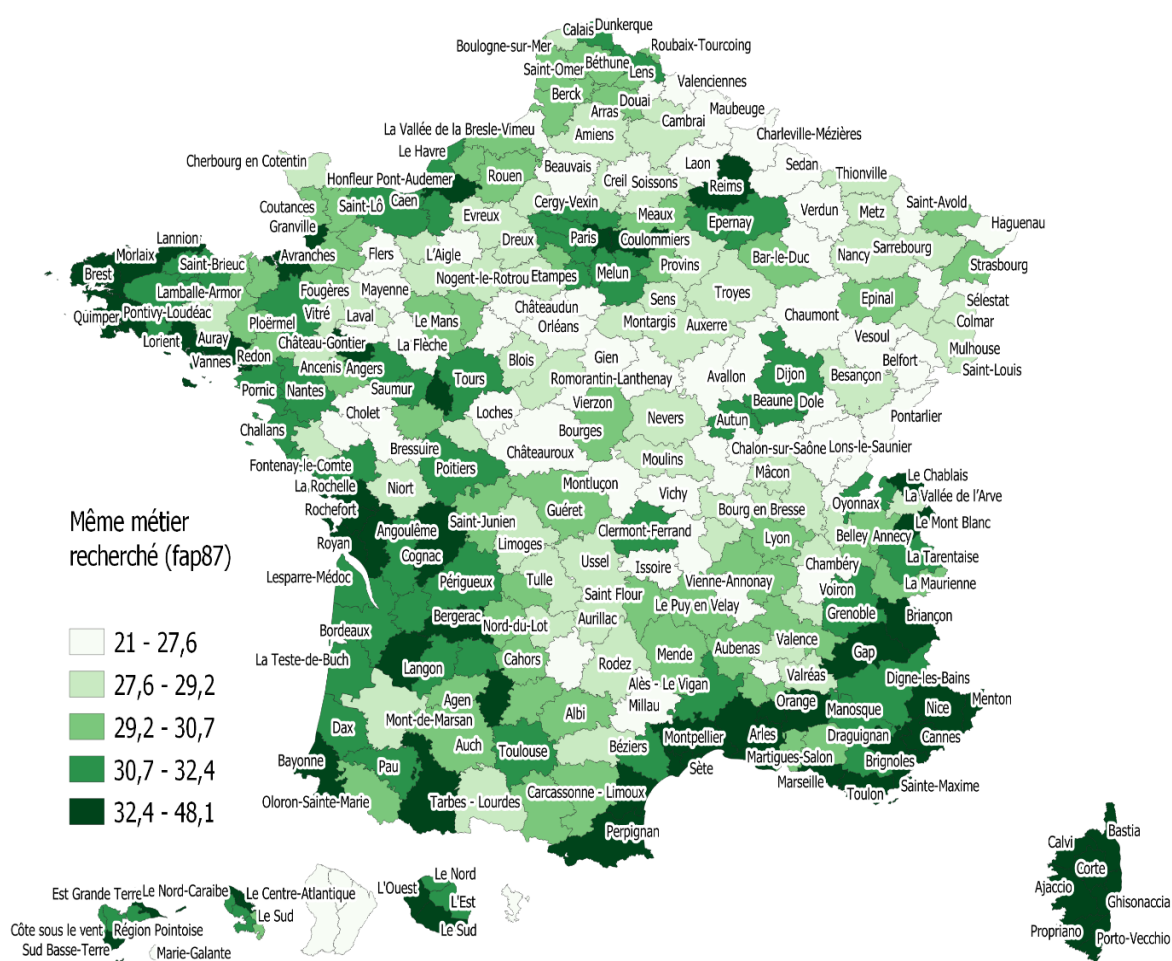 Calais
Dunkerque
Boulogne-sur-Mer
Roubaix-Tourcoing
Saint-Omer
Béthune
Lens
Valenciennes
Berck
Douai
Maubeuge
Arras
Cambrai
La Vallée de la Bresle-Vimeu
Amiens
Charleville-Mézières
Le Havre
Cherbourg en Cotentin
Beauvais
Laon
Sedan
Honfleur Pont-Audemer
Rouen
Creil
Soissons
Reims
Thionville
Coutances
Saint-Lô
Caen
Cergy-Vexin
Verdun
Metz
Saint-Avold
Granville
Evreux
Meaux
Epernay
Haguenau
Lannion
Avranches
Flers
L'Aigle
Dreux
Paris
Coulommiers
Bar-le-Duc
Nancy
Sarrebourg
Morlaix
Saint-Brieuc
Strasbourg
Brest
Nogent-le-Rotrou
Etampes
Melun
Provins
Lamballe-Armor
Fougères
Mayenne
Sens
Troyes
Epinal
Sélestat
Quimper
Pontivy-Loudéac
Ploërmel
Vitré
Laval
Le Mans
Châteaudun
Orléans
Montargis
Auxerre
Chaumont
Colmar
Lorient
Auray
Château-Gontier
La Flèche
Vesoul
Mulhouse
Vannes
Redon
Ancenis
Angers
Blois
Gien
Belfort
Saint-Louis
Pornic
Nantes
Saumur
Tours
Romorantin-Lanthenay
Avallon
Dijon
Besançon
Cholet
Loches
Vierzon
Nevers
Beaune
Dole
Pontarlier
Challans
Bourges
Autun
Bressuire
Châteauroux
Chalon-sur-Saône
Lons-le-Saunier
Fontenay-le-Comte
Poitiers
Moulins
Mâcon
Le Chablais
La Rochelle
Niort
Montluçon
Vichy
Oyonnax
La Vallée de l'Arve
Rochefort
Saint-Junien
Guéret
Bourg en Bresse
Le Mont Blanc
Même métier
recherché (fap87)
Angoulême
Clermont-Ferrand
Lyon
Belley
Annecy
Royan
Cognac
Limoges
La Tarentaise
Lesparre-Médoc
Périgueux
Tulle
Ussel
Issoire
Chambéry
Vienne-Annonay
Voiron
La Maurienne
Saint Flour
Le Puy en Velay
Grenoble
Briançon
Bordeaux
Bergerac
Nord-du-Lot
Aurillac
21 - 27,6
La Teste-de-Buch
Langon
Cahors
Rodez
Mende
Aubenas
Valence
Gap
27,6 - 29,2
Valréas
Digne-les-Bains
Agen
Alès - Le Vigan
Menton
29,2 - 30,7
Dax
Mont-de-Marsan
Albi
Millau
Orange
Manosque
Nice
30,7 - 32,4
Bayonne
Pau
Auch
Toulouse
Béziers
Montpellier
Arles
Draguignan
Cannes
Martigues-Salon
Brignoles
Sète
Marseille
Toulon
Sainte-Maxime
32,4 - 48,1
Oloron-Sainte-Marie
Tarbes - Lourdes
Carcassonne - Limoux
Perpignan
Calvi
Bastia
Corte
Ajaccio
Ghisonaccia
Propriano
Porto-Vecchio
Est Grande Terre
Le Nord-Caraïbe
Le Centre-Atlantique
L'Ouest
Le Nord
L'Est
Le Sud
Côte sous le vent
Région Pointoise
Le Sud
Sud Basse-Terre
Marie-Galante